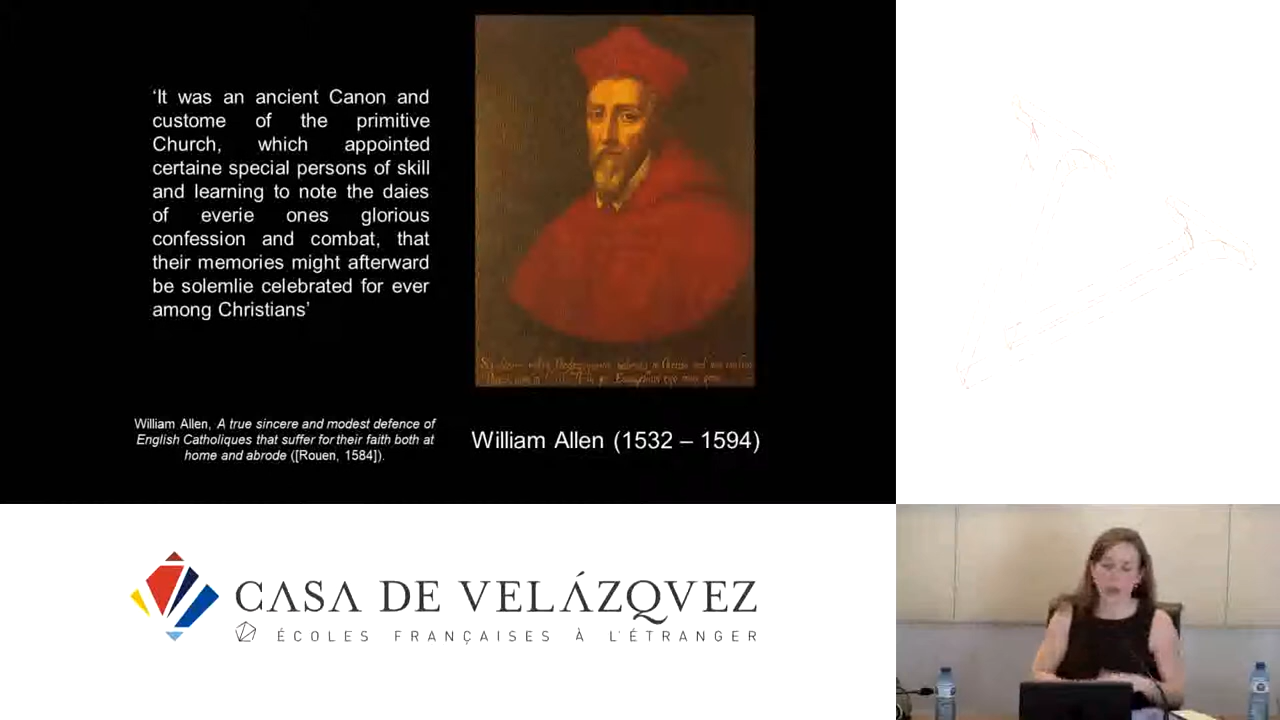 ‘It was an ancient Canon and
custome of the primitive
Church, which appointed
certaine special persons of skill
and learning to note the daies
of everie ones glorious
confession and combat, that
their memories might afterward
be solemlie celebrated for ever
among Christians’
William Allen, A true sincere and modest defence of
English Catholiques that suffer for their faith both at
home and abrode ([Rouen, 1584]).
William Allen (1532 – 1594)
CASA DE VELÁZQVEZ
ÉCOLES FRANÇAISES À L'ÉTRANGER